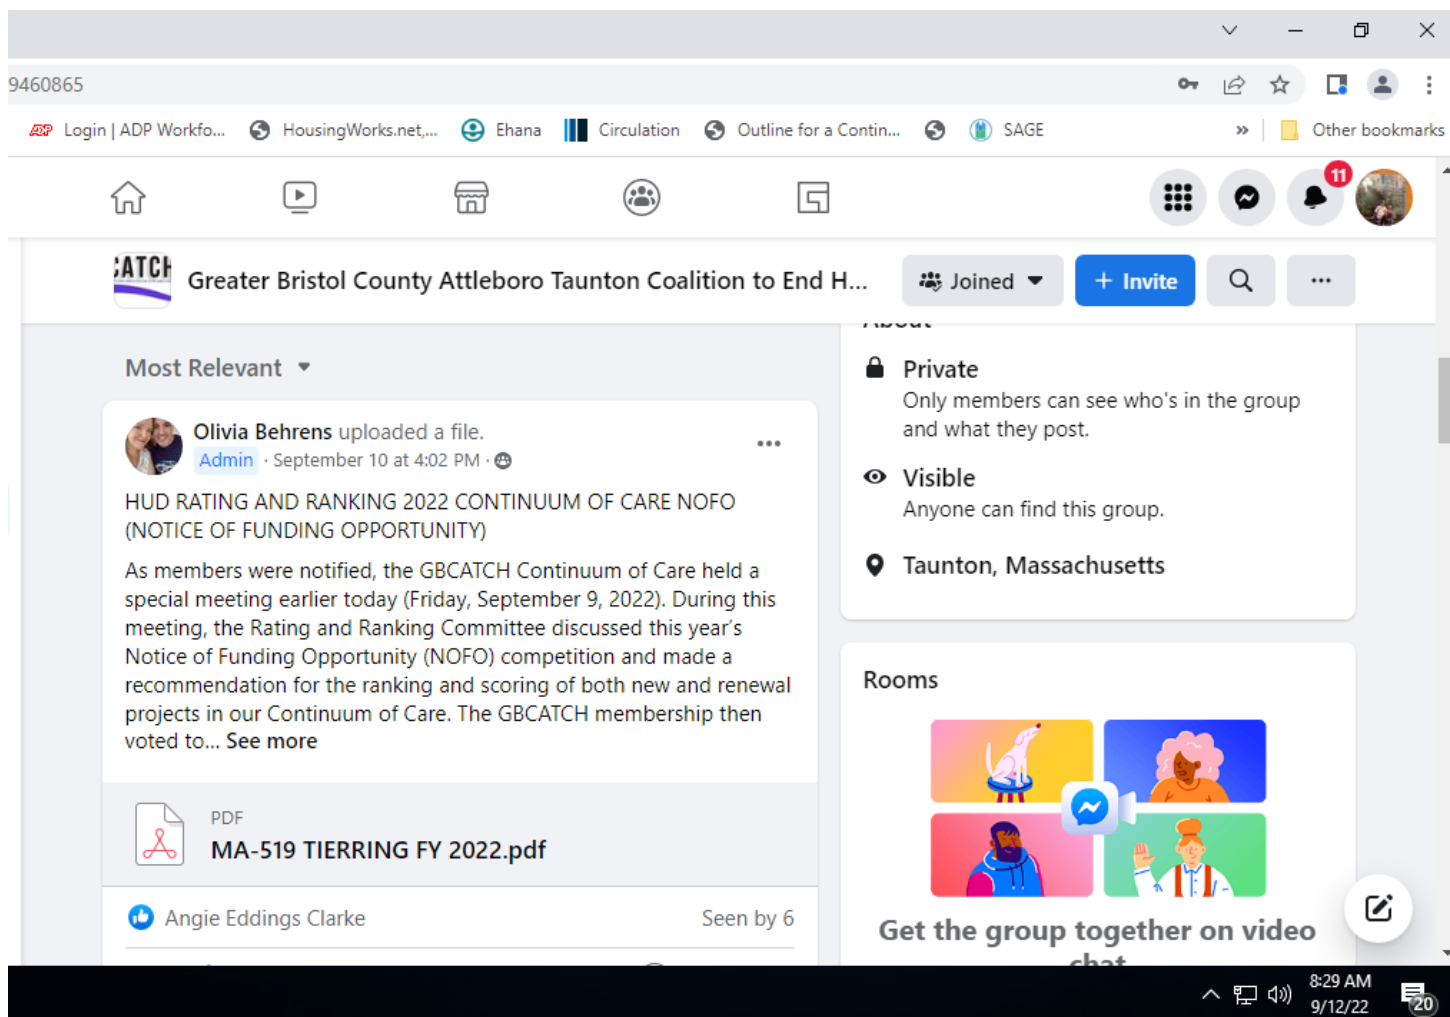 9460865
ADP Login | ADP Workfo...
HousingWorks.net,...
Ehana
Circulation
Outline for a Contin...
SAGE
»
Other bookmarks
11
CATCH
Greater Bristol County Attleboro Taunton Coalition to End H...
Joined
+ Invite
...
About
Most Relevant
Private
Only members can see who's in the group
and what they post.
Visible
Anyone can find this group.
Taunton, Massachusetts
Olivia Behrens uploaded a file.
Admin · September 10 at 4:02 PM ·
HUD RATING AND RANKING 2022 CONTINUUM OF CARE NOFO
(NOTICE OF FUNDING OPPORTUNITY)
As members were notified, the GBCATCH Continuum of Care held a
special meeting earlier today (Friday, September 9, 2022). During this
meeting, the Rating and Ranking Committee discussed this year's
Notice of Funding Opportunity (NOFO) competition and made a
recommendation for the ranking and scoring of both new and renewal
projects in our Continuum of Care. The GBCATCH membership then
voted to... See more
PDF
MA-519 TIERRING FY 2022.pdf
Angie Eddings Clarke
Seen by 6
Rooms
Get the group together on video
chat
8:29 AM
9/12/22
20